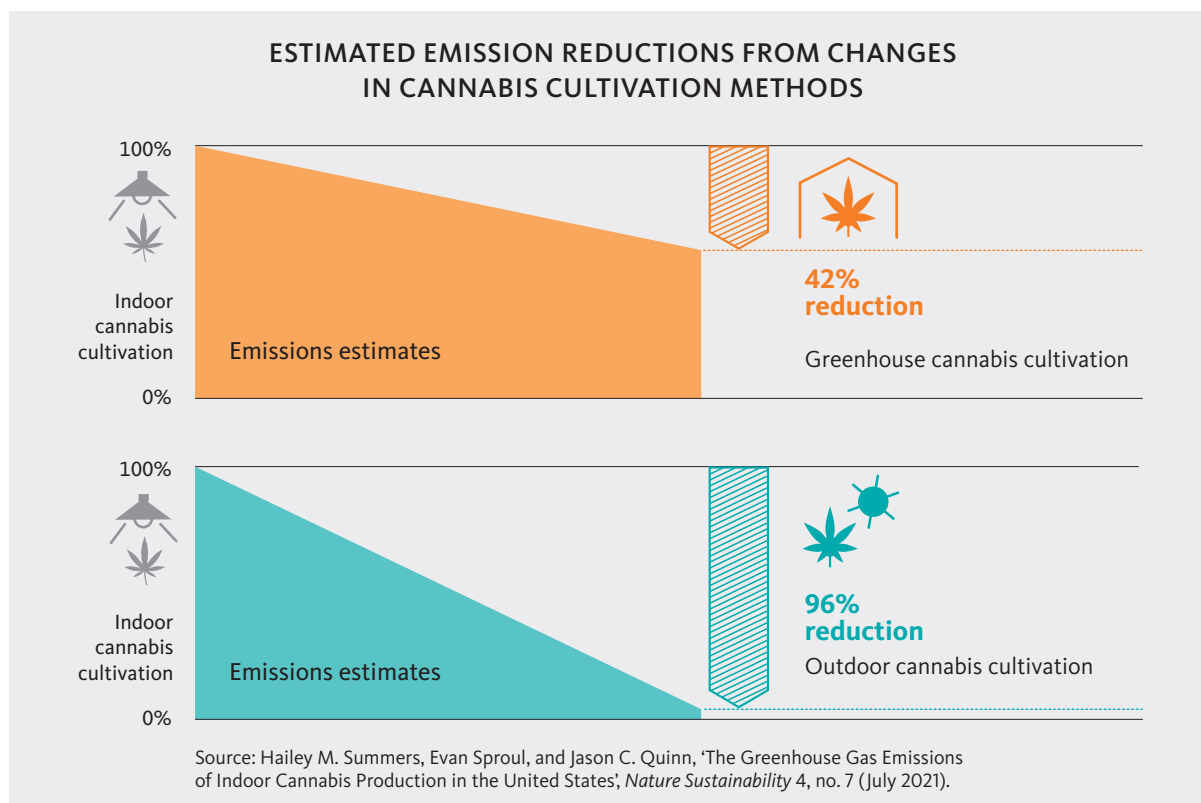 ESTIMATED EMISSION REDUCTIONS FROM CHANGES
IN CANNABIS CULTIVATION METHODS
100%
Indoor
cannabis
cultivation
0%
Emissions estimates
42%
reduction
Greenhouse cannabis cultivation
100%
Indoor
cannabis
cultivation
0%
Emissions estimates
96%
reduction
Outdoor cannabis cultivation
Source: Hailey M. Summers, Evan Sproul, and Jason C. Quinn, ‘The Greenhouse Gas Emissions
of Indoor Cannabis Production in the United States’, Nature Sustainability 4, no. 7 (July 2021).